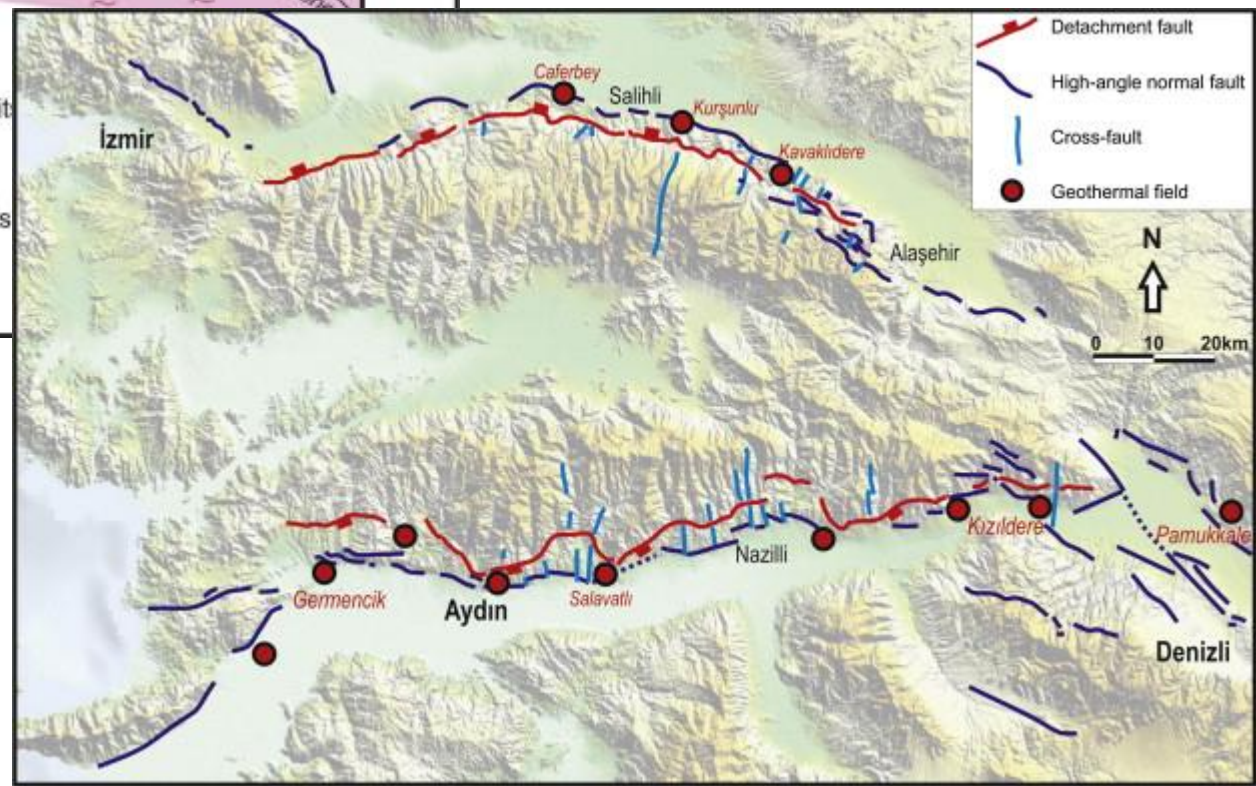 Detachment fault
High-angle normal fault
Cross-fault
Geothermal field
Caferbey
Salihli
Kurşunlu
İzmir
Kavaklıdere
Alaşehir
N
0 10 20km
Kızıldere
Pamukkale
Nazilli
Germencik
Aydın
Salavatlı
Denizli